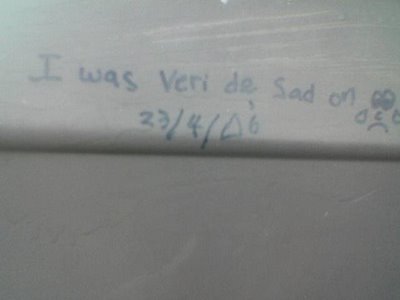 I was veri de sad on
23/4/06